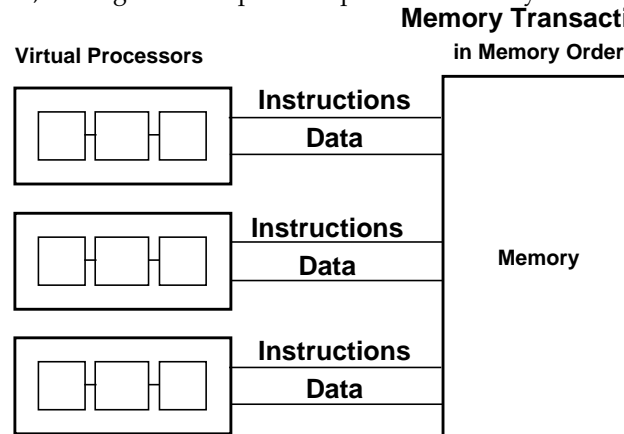 Memory Transacti
Virtual Processors
in Memory Order
Instructions
Data
Instructions
Data
Memory
Instructions
Data